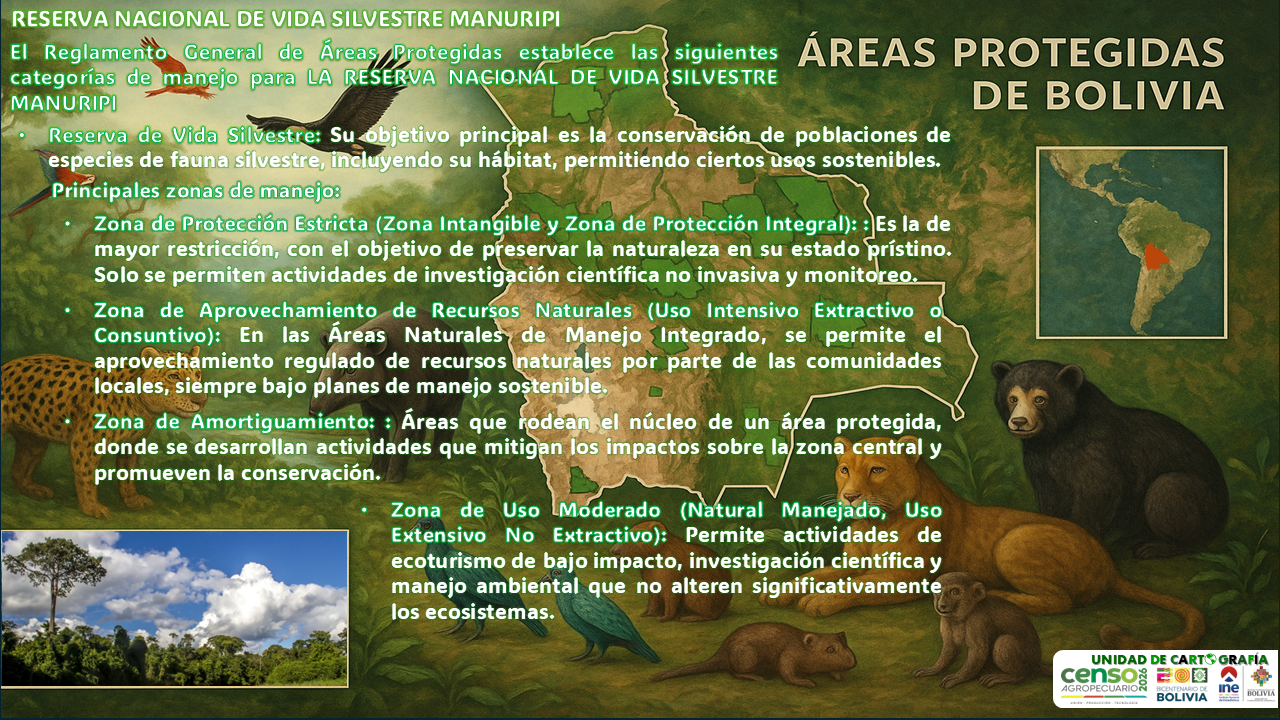 RESERVA NACIONAL DE VIDA SILVESTRE MANURIPI
El Reglamento General de Áreas Protegidas establece las siguientes
categorías de manejo para LA RESERVA NACIONAL DE VIDA SILVESTRE
MANURIPI
ÁREAS PROTEGIDAS
DE BOLIVIA
• Reserva de Vida Silvestre: Su objetivo principal es la conservación de poblaciones de
especies de fauna silvestre, incluyendo su hábitat, permitiendo ciertos usos sostenibles.
Principales zonas de manejo:
• Zona de Protección Estricta (Zona Intangible y Zona de Protección Integral): : Es la de
mayor restricción, con el objetivo de preservar la naturaleza en su estado prístino.
Solo se permiten actividades de investigación científica no invasiva y monitoreo.
• Zona de Aprovechamiento de Recursos Naturales (Uso Intensivo Extractivo o
Consuntivo): En las Áreas Naturales de Manejo Integrado, se permite el
aprovechamiento regulado de recursos naturales por parte de las comunidades
locales, siempre bajo planes de manejo sostenible.
• Zona de Amortiguamiento: : Áreas que rodean el núcleo de un área protegida,
donde se desarrollan actividades que mitigan los impactos sobre la zona central y
promueven la conservación.
• Zona de Uso Moderado (Natural Manejado, Uso
Extensivo No Extractivo): Permite actividades de
ecoturismo de bajo impacto, investigación científica y
manejo ambiental que no alteren significativamente
los ecosistemas.
UNIDAD DE CARTOGRAFÍA
censo
AGROPECUARIO
2026
BICENTENARIO DE
BOLIVIA
ine
BOLIVIA